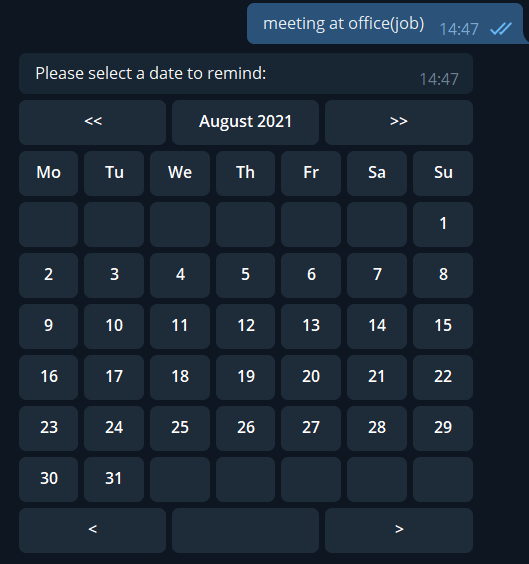 meeting at office(job) 14:47
Please select a date to remind: 14:47
<< August 2021 >>
Mo Tu We Th Fr Sa Su
1
2 3 4 5 6 7 8
9 10 11 12 13 14 15
16 17 18 19 20 21 22
23 24 25 26 27 28 29
30 31
< >